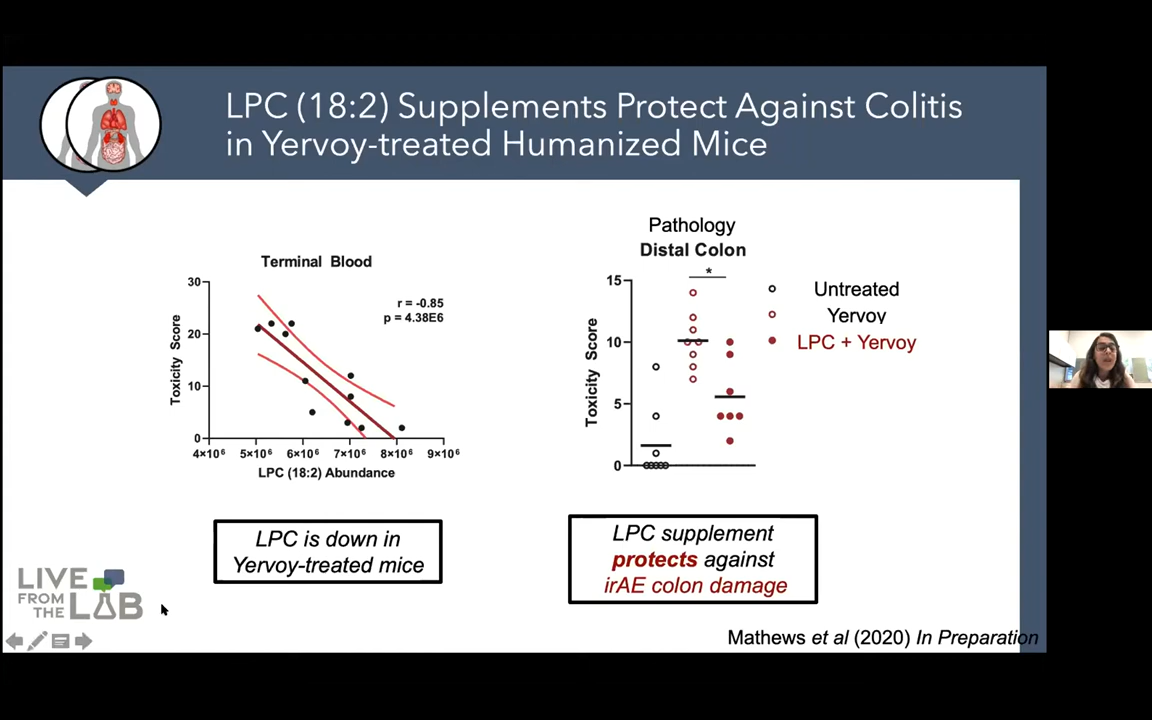 LPC (18:2) Supplements Protect Against Colitis
in Yervoy-treated Humanized Mice
Terminal Blood
30
20
10
0
Toxicity Score
r = -0.85
p = 4.38E6
4×10⁶ 5×10⁶ 6×10⁶ 7×10⁶ 8×10⁶ 9×10⁶
LPC (18:2) Abundance
LPC is down in
Yervoy-treated mice
Pathology
Distal Colon
*
15
10
5
0
Toxicity Score
Untreated
Yervoy
LPC + Yervoy
LPC supplement
protects against
irAE colon damage
LIVE
FROM
THE LAB
Mathews et al (2020) In Preparation